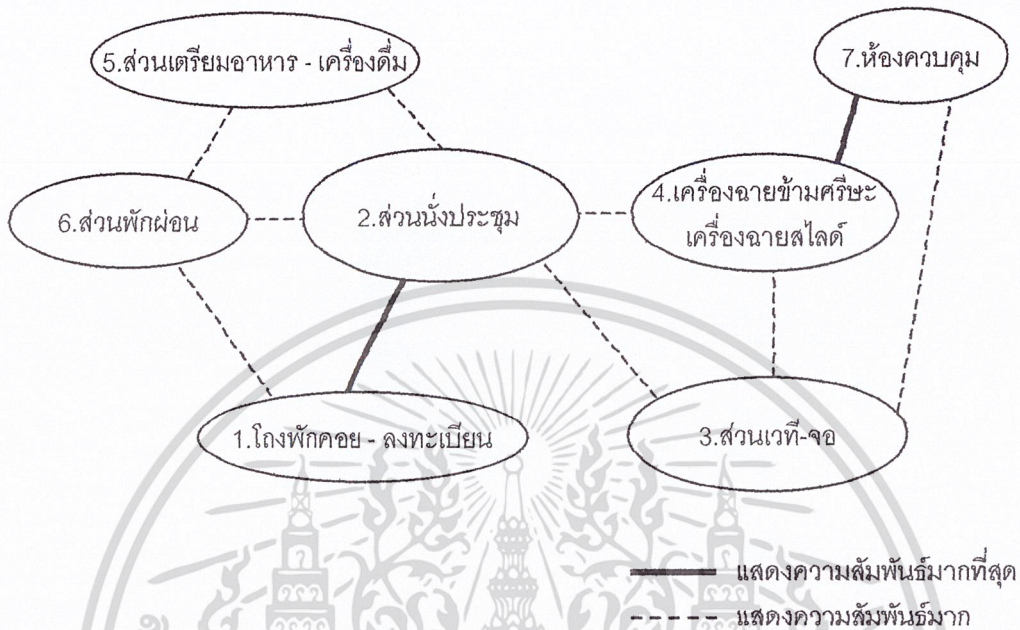 5.ส่วนเตรียมอาหาร - เครื่องดื่ม
7.ห้องควบคุม
6.ส่วนพักผ่อน
2.ส่วนนั่งประชุม
4.เครื่องฉายข้ามศรีษะ
เครื่องฉายสไลด์
1.โถงพักคอย - ลงทะเบียน
3.ส่วนเวที-จอ
แสดงความสัมพันธ์มากที่สุด
แสดงความสัมพันธ์มาก